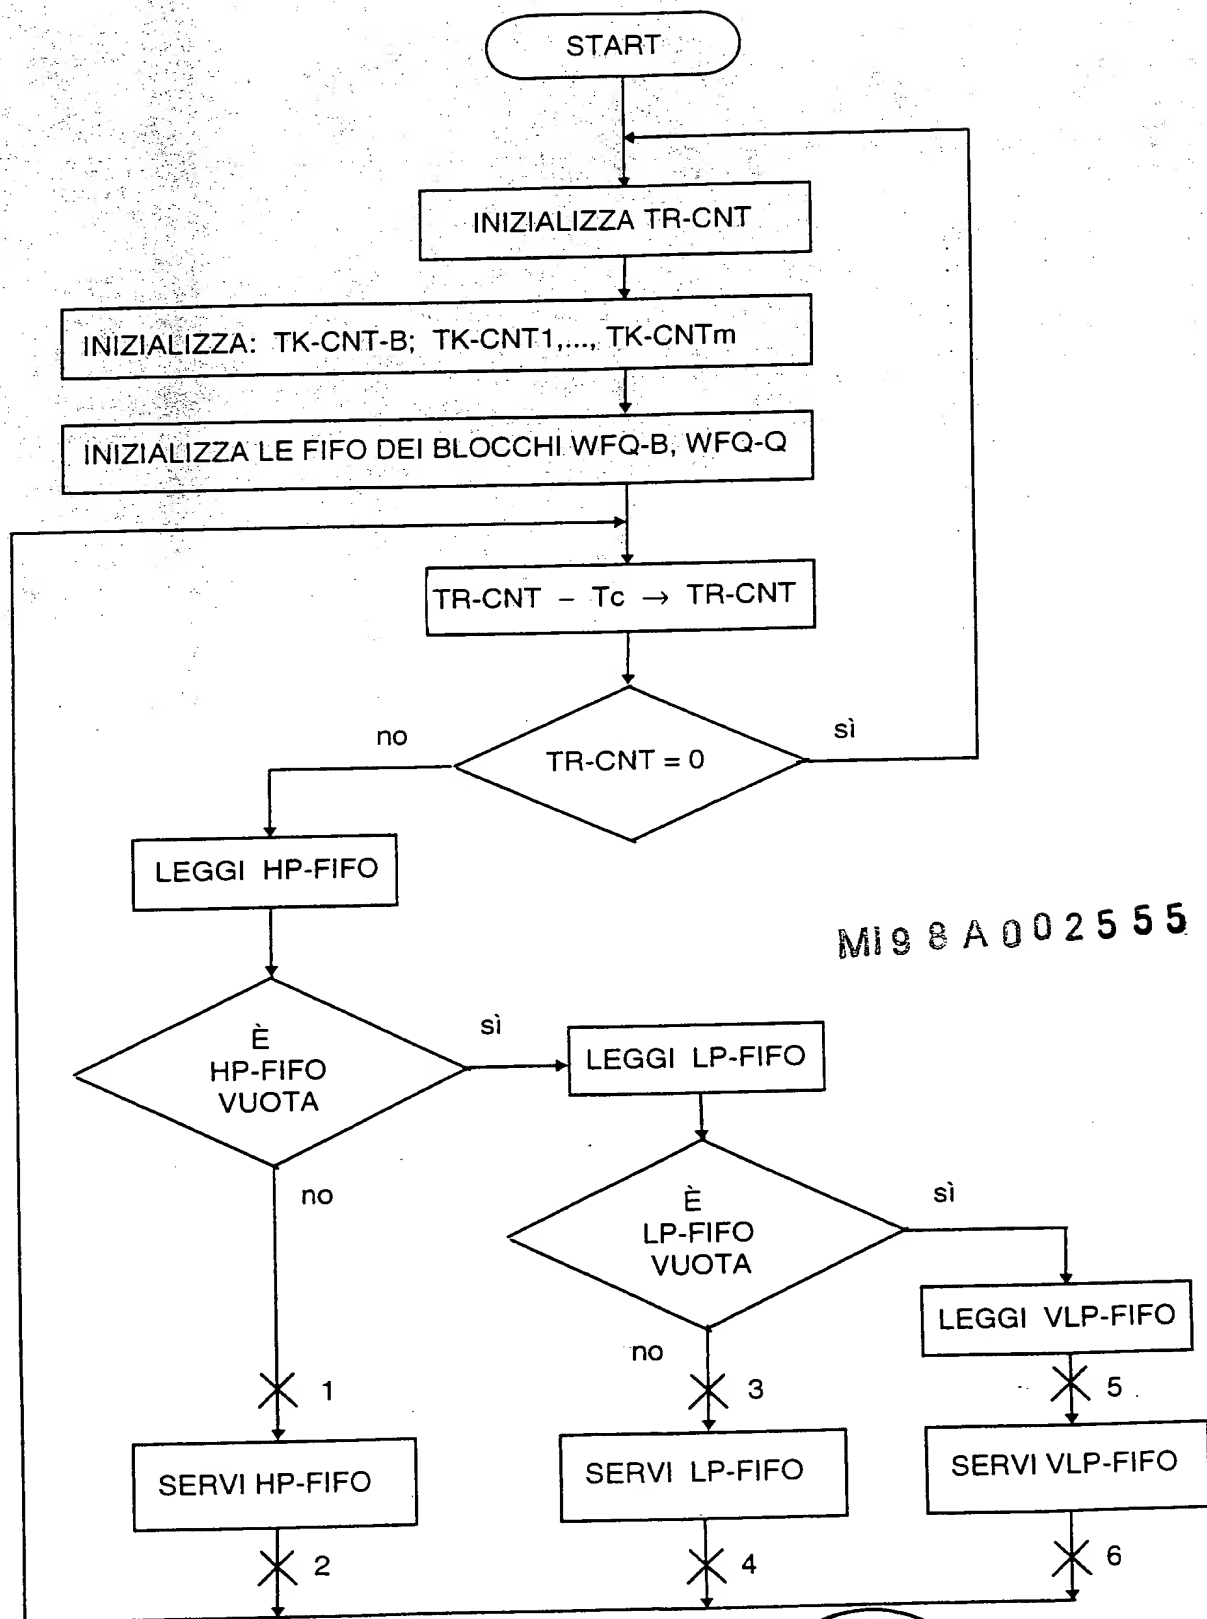 START
INIZIALIZZA TR-CNT
INIZIALIZZA: TK-CNT-B; TK-CNT1,..., TK-CNTm
INIZIALIZZA LE FIFO DEI BLOCCHI WFQ-B, WFQ-Q
TR-CNT – Tc → TR-CNT
no
sì
TR-CNT = 0
LEGGI HP-FIFO
MI98A002555
È
HP-FIFO
VUOTA
sì
LEGGI LP-FIFO
no
È
LP-FIFO
VUOTA
sì
LEGGI VLP-FIFO
no
1
3
5
SERVI HP-FIFO
SERVI LP-FIFO
SERVI VLP-FIFO
2
4
6